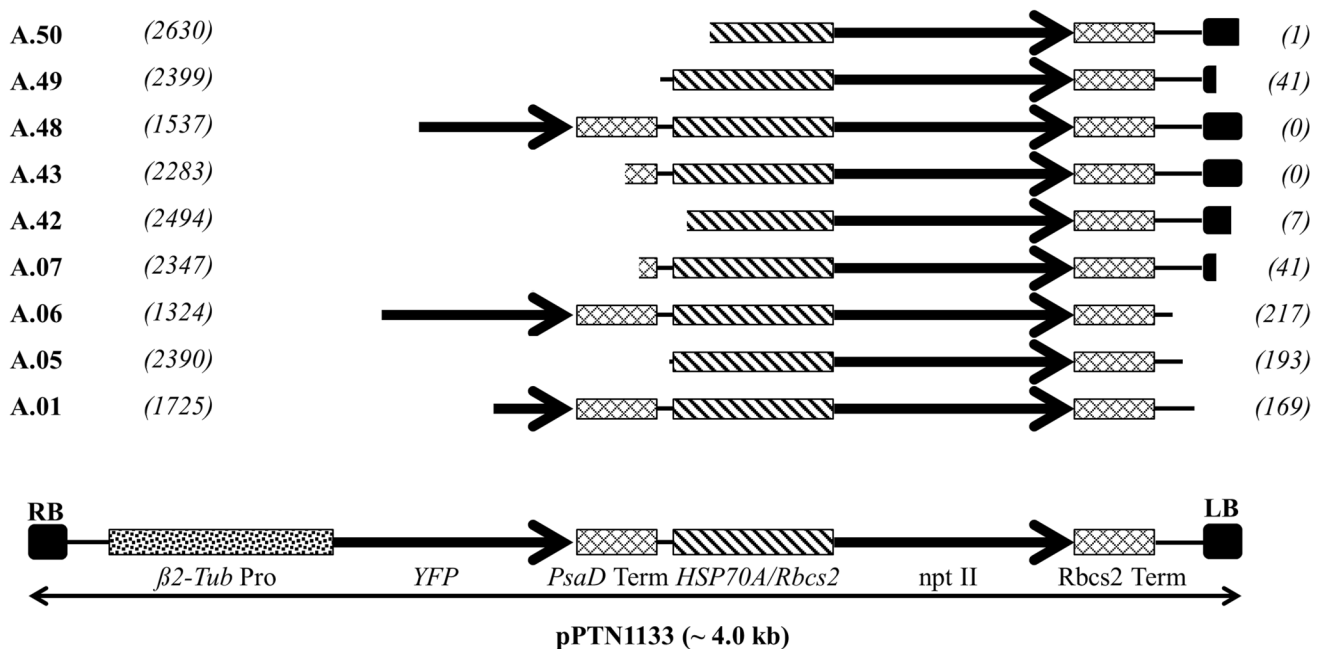 A.50 (2630) (1)
A.49 (2399) (41)
A.48 (1537) (0)
A.43 (2283) (0)
A.42 (2494) (7)
A.07 (2347) (41)
A.06 (1324) (217)
A.05 (2390) (193)
A.01 (1725) (169)
RB LB
ß2-Tub Pro YFP PsaD Term HSP70A/Rbcs2 npt II Rbcs2 Term
pPTN1133 (~ 4.0 kb)